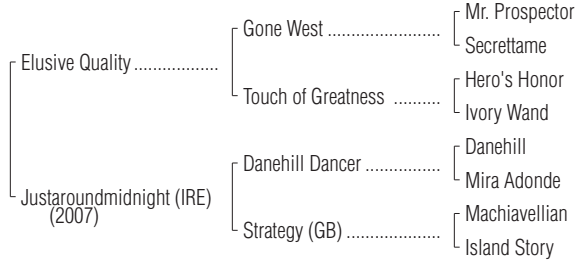 Mr. Prospector
Gone West ........................
Secrettame
Elusive Quality ..................
Hero's Honor
Touch of Greatness ..........
Ivory Wand
Danehill
Danehill Dancer ................
Mira Adonde
Justaroundmidnight (IRE)
(2007)
Machiavellian
Strategy (GB) ....................
Island Story